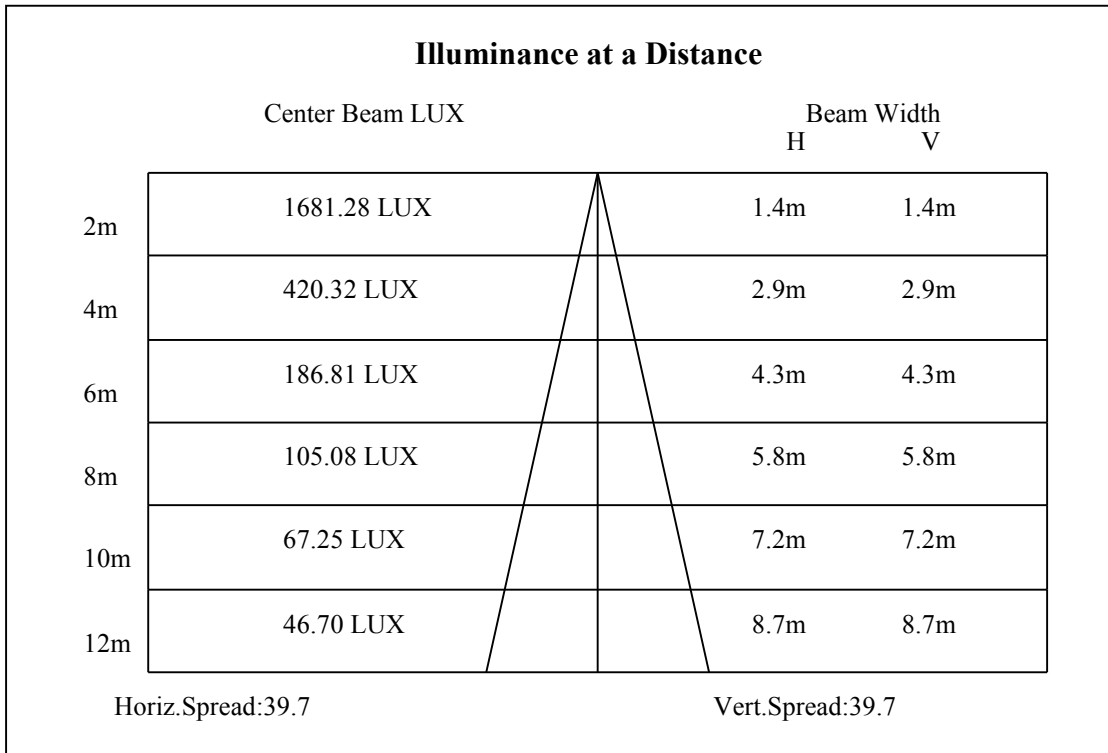 Illuminance at a Distance
Center Beam LUX Beam Width
H V
2m 1681.28 LUX 1.4m 1.4m
4m 420.32 LUX 2.9m 2.9m
6m 186.81 LUX 4.3m 4.3m
8m 105.08 LUX 5.8m 5.8m
10m 67.25 LUX 7.2m 7.2m
12m 46.70 LUX 8.7m 8.7m
Horiz.Spread:39.7 Vert.Spread:39.7